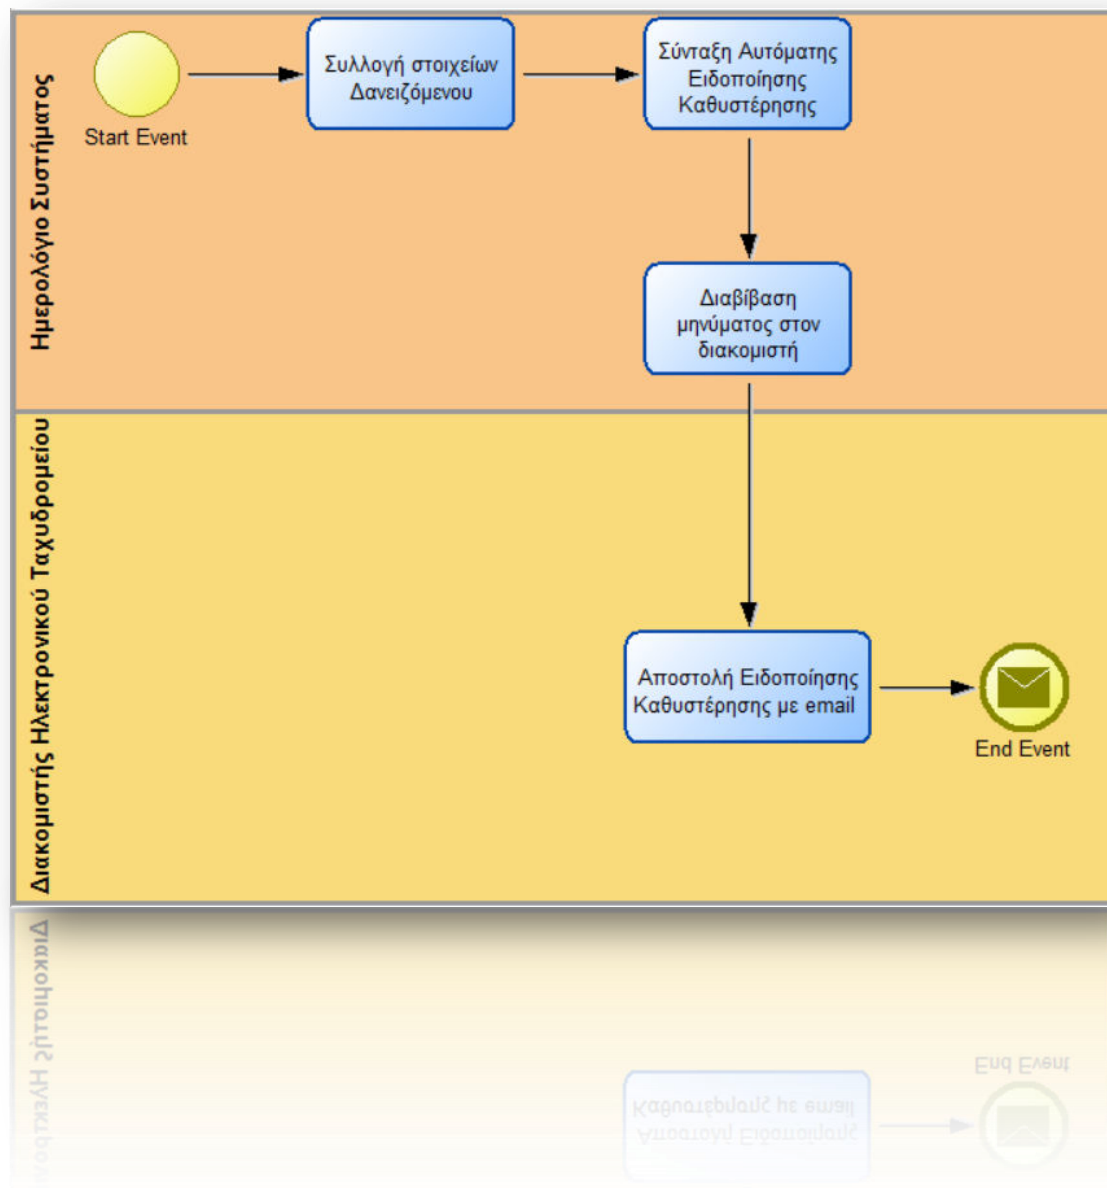 Ημερολόγιο Συστήματος
Start Event
Συλλογή στοιχείων
Δανειζόμενου
Σύνταξη Αυτόματης
Ειδοποίησης
Καθυστέρησης
Διαβίβαση
μηνύματος στον
διακομιστή
Διακομιστής Ηλεκτρονικού Ταχυδρομείου
Αποστολή Ειδοποίησης
Καθυστέρησης με email
End Event